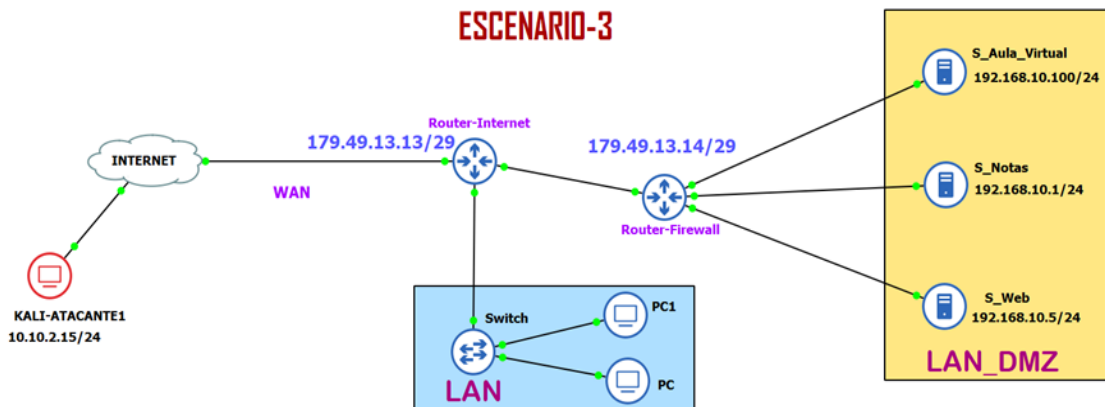 ESCENARIO-3
S_Aula_Virtual
192.168.10.100/24
Router-Internet
179.49.13.13/29
179.49.13.14/29
INTERNET
WAN
S_Notas
192.168.10.1/24
Router-Firewall
KALI-ATACANTE1
10.10.2.15/24
Switch
PC1
PC
LAN
S_Web
192.168.10.5/24
LAN_DMZ